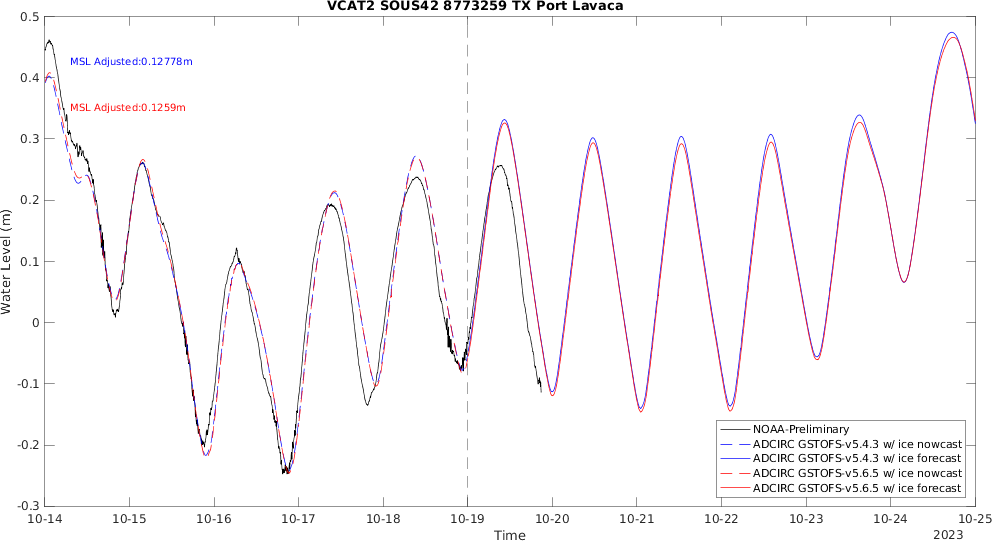 VCAT2 SOUS42 8773259 TX Port Lavaca
0.5
0.4
0.3
0.2
0.1
0
-0.1
-0.2
-0.3
Water Level (m)
MSL Adjusted:0.12778m
MSL Adjusted:0.1259m
NOAA-Preliminary
ADCIRC GSTOFS-v5.4.3 w/ ice nowcast
ADCIRC GSTOFS-v5.4.3 w/ ice forecast
ADCIRC GSTOFS-v5.6.5 w/ ice nowcast
ADCIRC GSTOFS-v5.6.5 w/ ice forecast
10-14 10-15 10-16 10-17 10-18 10-19 10-20 10-21 10-22 10-23 10-24 10-25
Time
2023